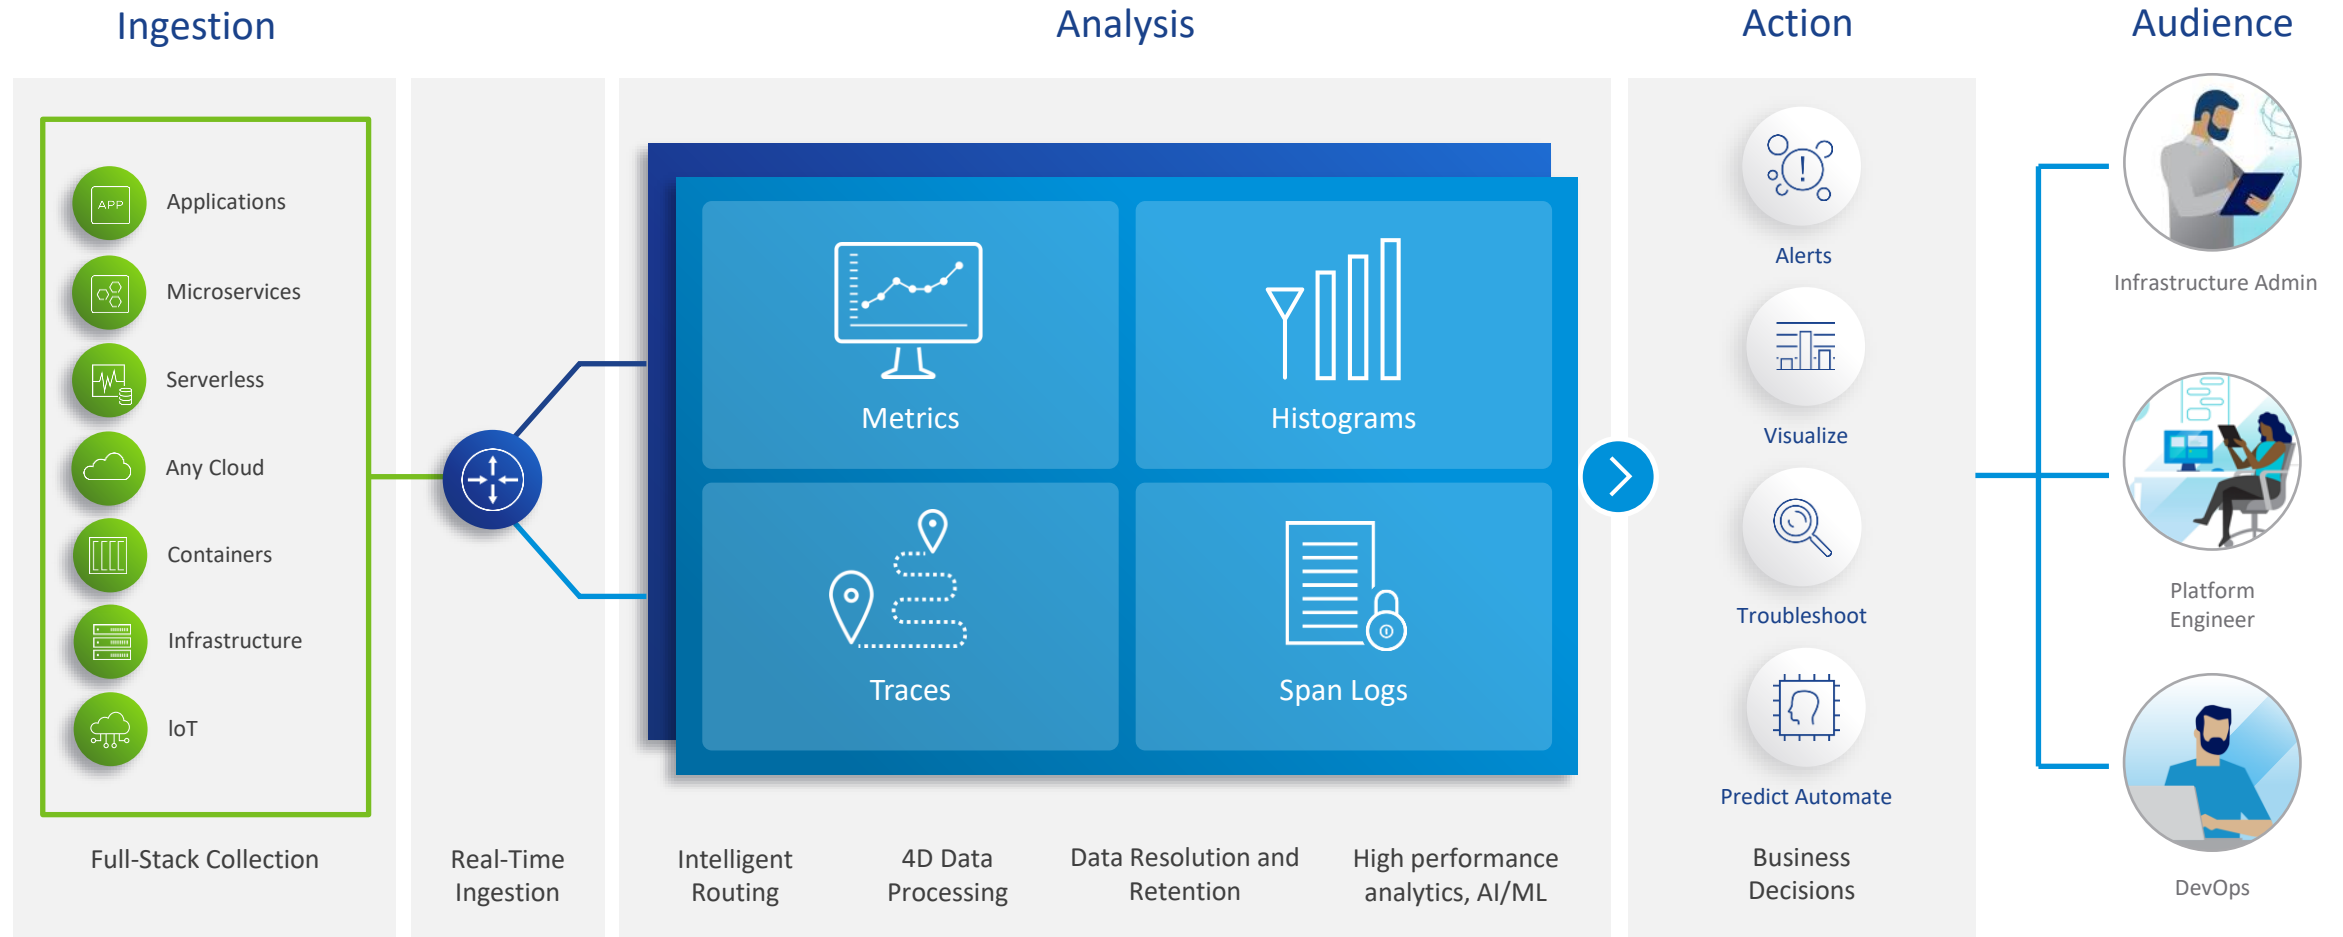 Ingestion
Analysis
Action
Audience
APP
Applications
Microservices
Serverless
Any Cloud
Containers
Infrastructure
IoT
Full-Stack Collection
Real-Time
Ingestion
Metrics
Histograms
Traces
Span Logs
Intelligent
Routing
4D Data
Processing
Data Resolution and
Retention
High performance
analytics, AI/ML
Alerts
Visualize
Troubleshoot
Predict Automate
Business
Decisions
Infrastructure Admin
Platform
Engineer
DevOps